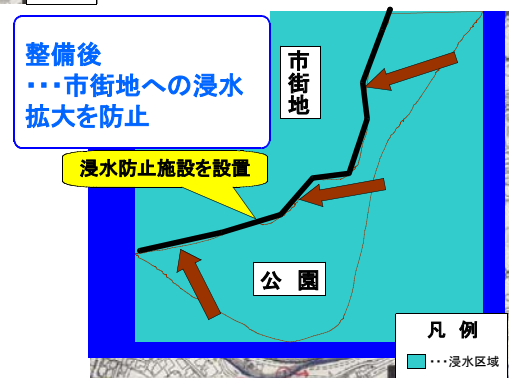 整備後
･･･市街地への浸水
拡大を防止
市街地
浸水防止施設を設置
公 園
凡 例
･･･浸水区域